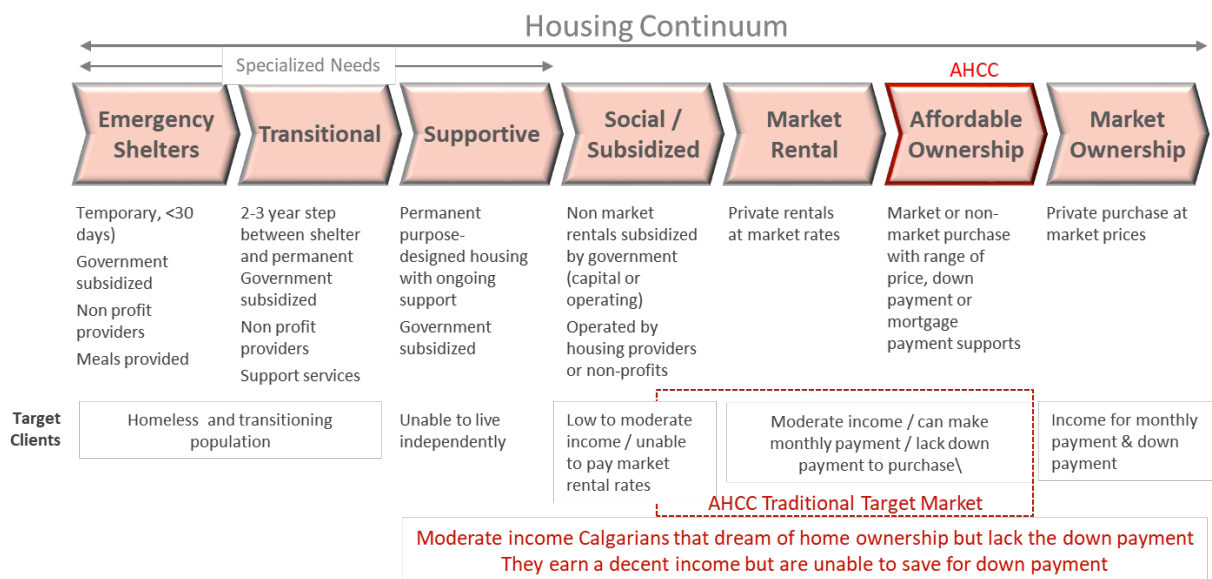 Housing Continuum
Specialized Needs
AHCC
Emergency
Shelters
Transitional
Supportive
Social /
Subsidized
Market
Rental
Affordable
Ownership
Market
Ownership
Temporary, <30
days)
Government
subsidized
Non profit
providers
Meals provided
2-3 year step
between shelter
and permanent
Government
subsidized
Non profit
providers
Support services
Permanent
purpose-
designed housing
with ongoing
support
Government
subsidized
Non market
rentals subsidized
by government
(capital or
operating)
Operated by
housing providers
or non-profits
Private rentals
at market rates
Market or non-
market purchase
with range of
price, down
payment or
mortgage
payment supports
Private purchase at
market prices
Target
Clients
Homeless and transitioning
population
Unable to live
independently
Low to moderate
income / unable
to pay market
rental rates
Moderate income / can make
monthly payment / lack down
payment to purchase\
Income for monthly
payment & down
payment
AHCC Traditional Target Market
Moderate income Calgarians that dream of home ownership but lack the down payment
They earn a decent income but are unable to save for down payment